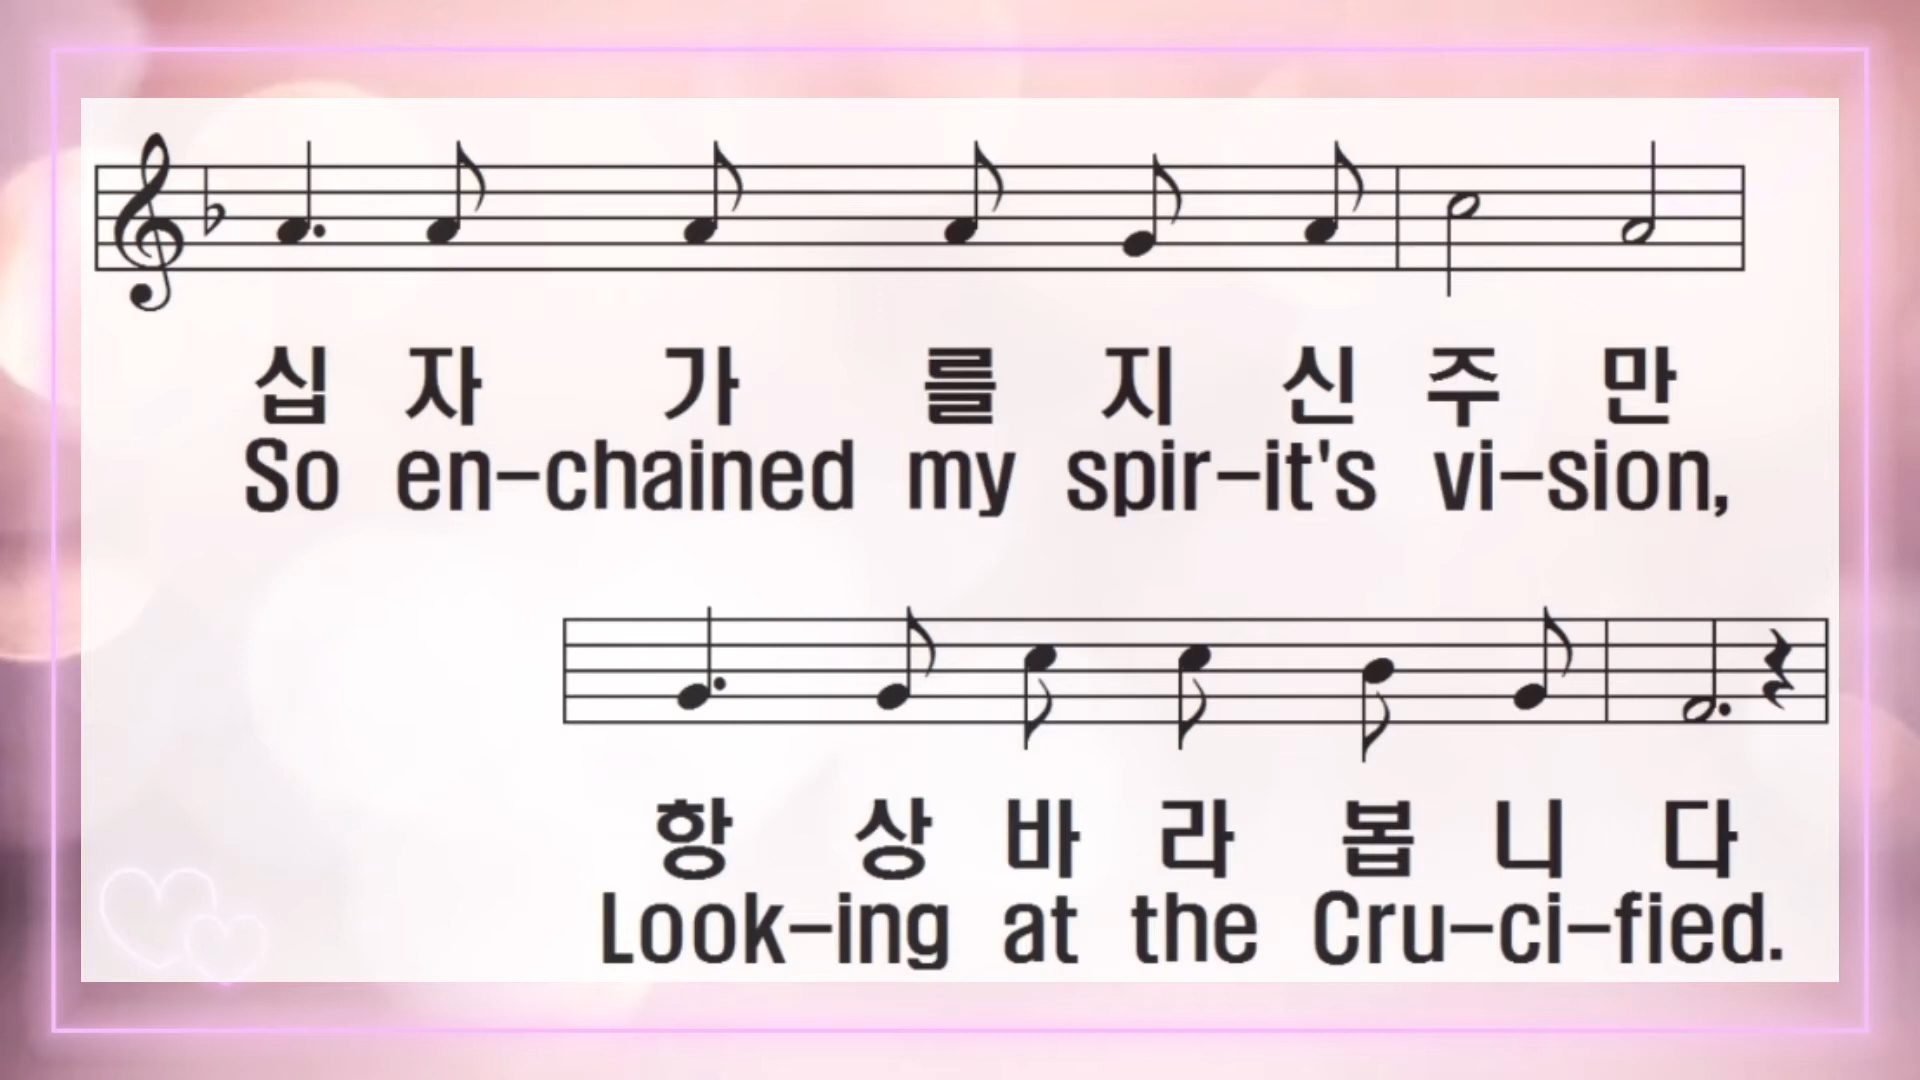 십 자 가 를 지 신 주 만
So en-chained my spir-it's vi-sion,
항 상 바 라 봅 니 다
Look-ing at the Cru-ci-fied.